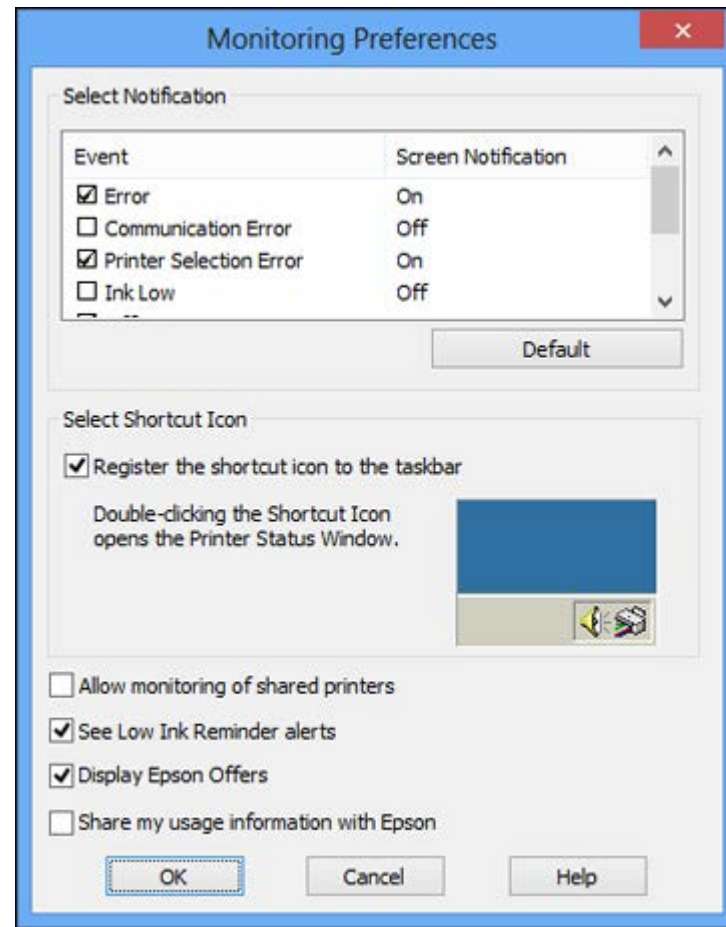 Monitoring Preferences
Select Notification
Event Screen Notification
Error On
Communication Error Off
Printer Selection Error On
Ink Low Off
Default
Select Shortcut Icon
Register the shortcut icon to the taskbar
Double-clicking the Shortcut Icon
opens the Printer Status Window.
Allow monitoring of shared printers
See Low Ink Reminder alerts
Display Epson Offers
Share my usage information with Epson
OK Cancel Help